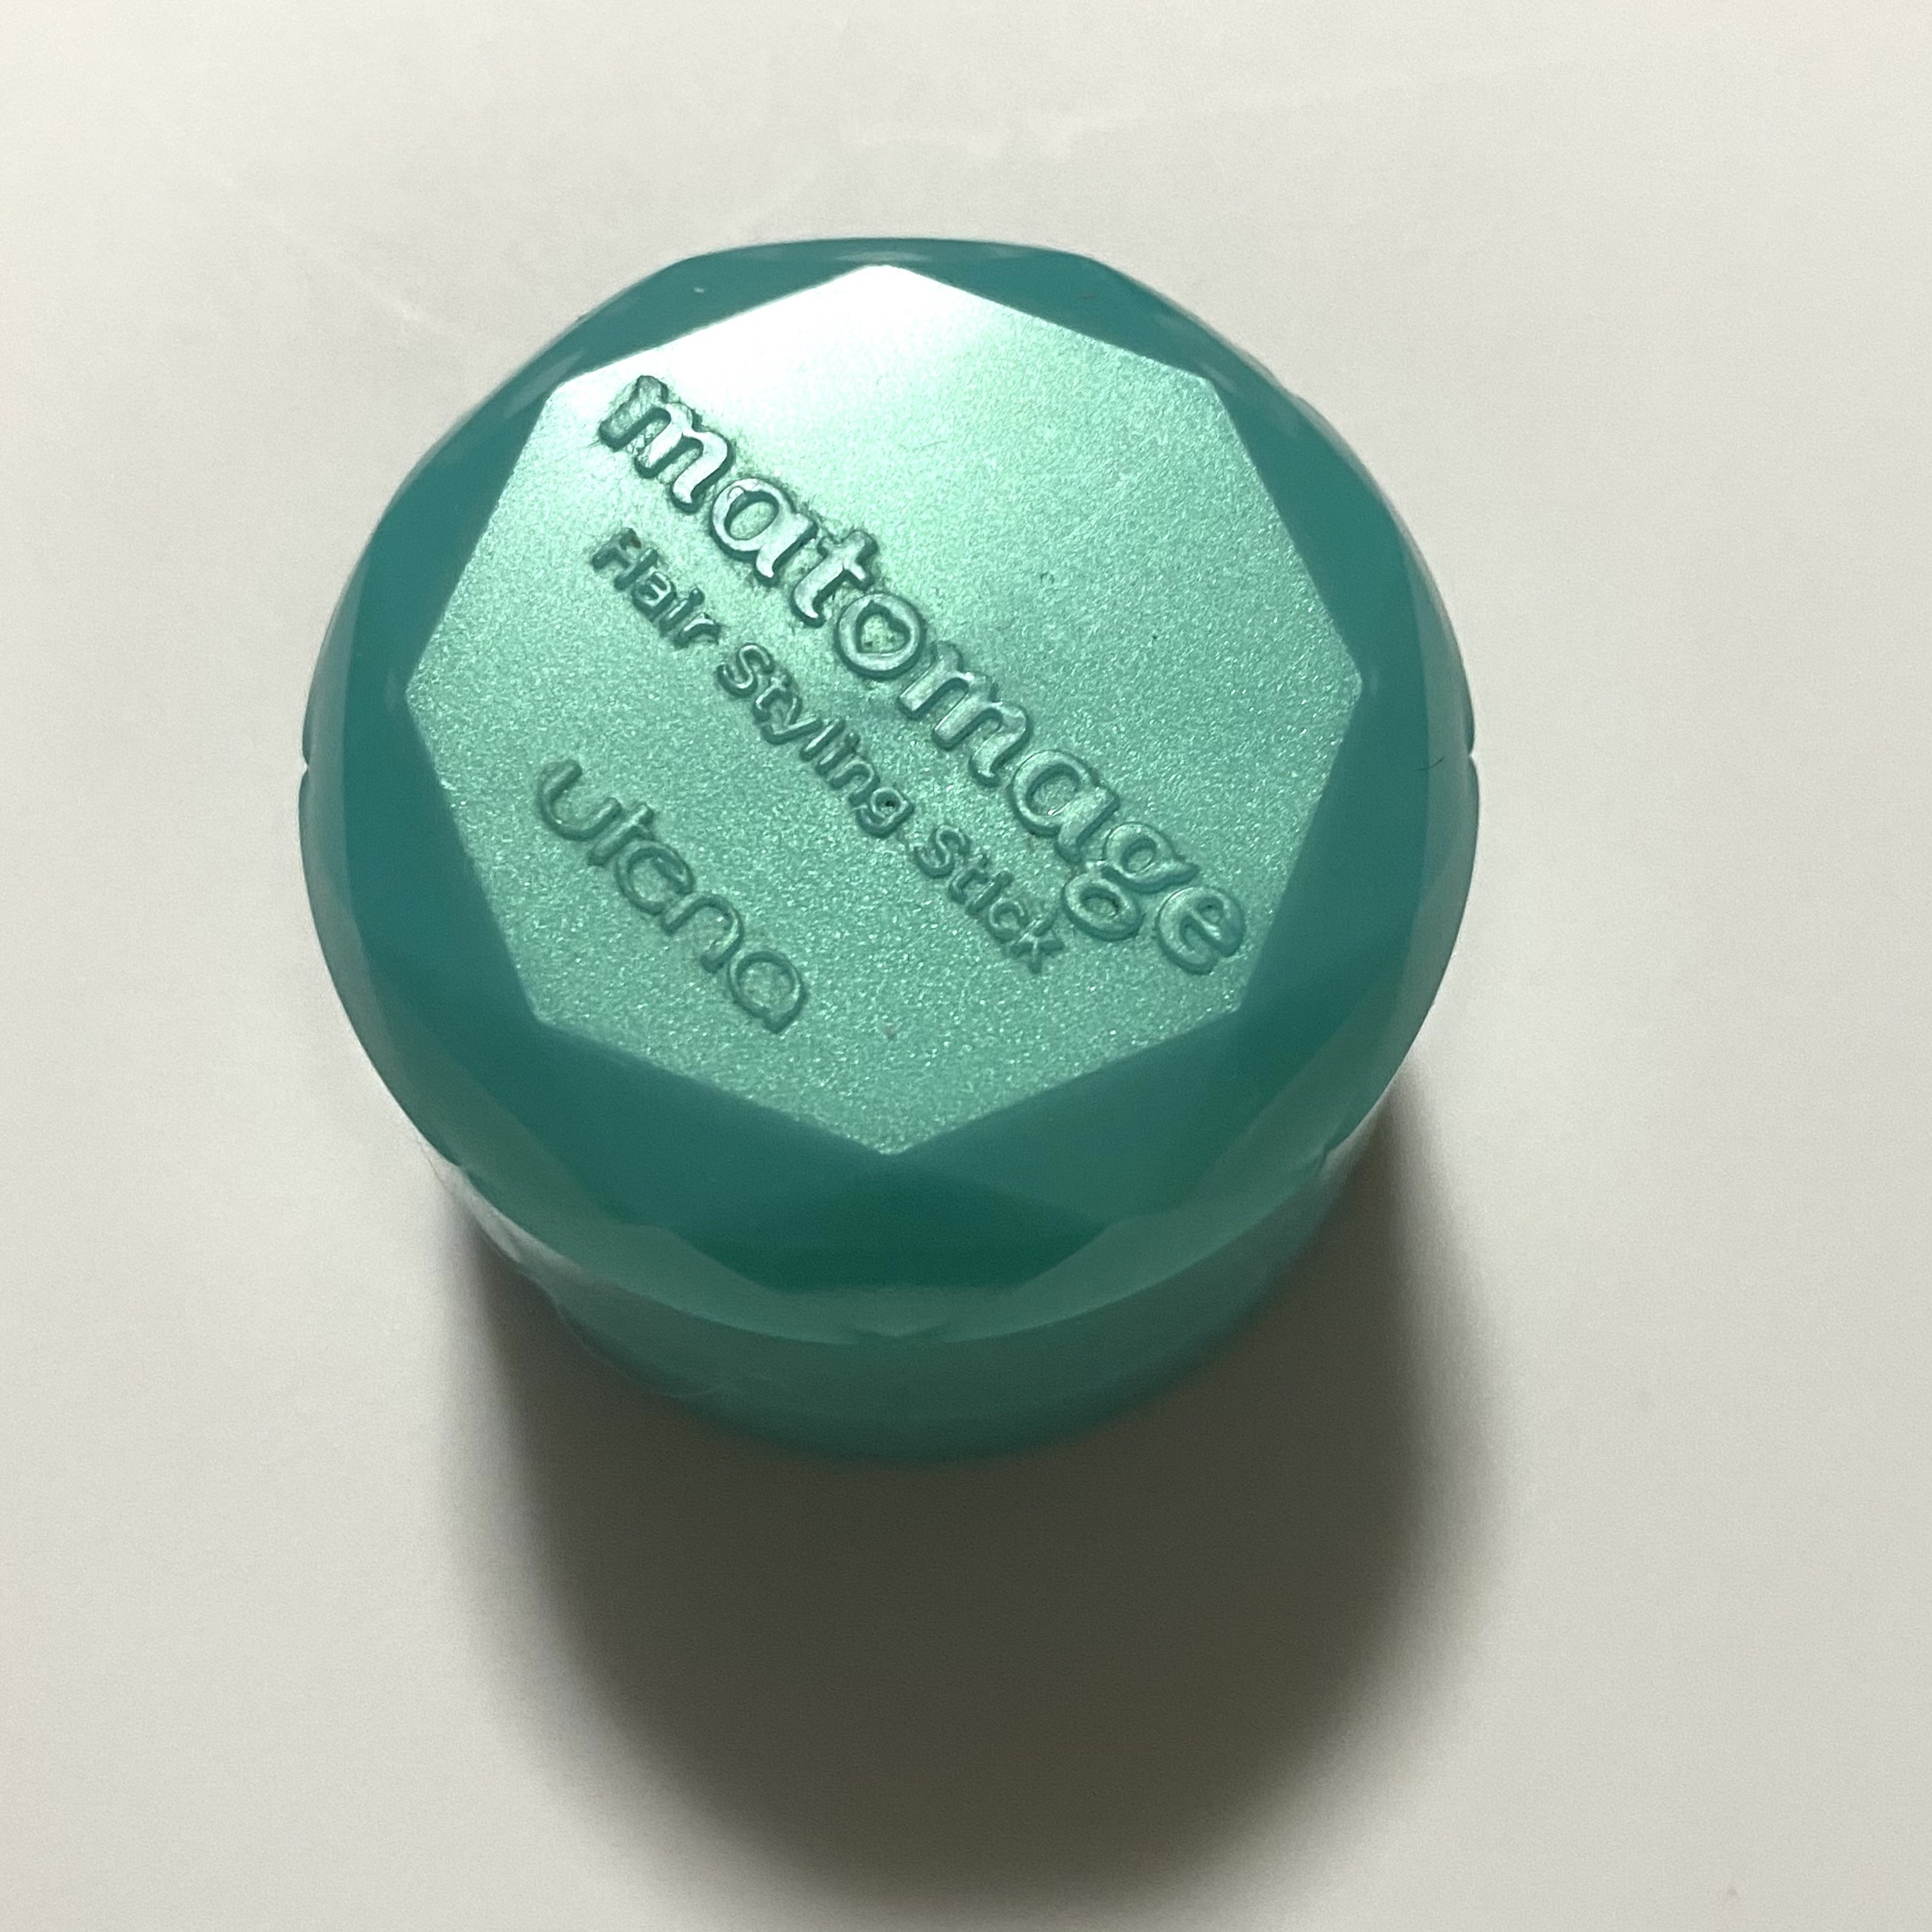 matomage
Hair Styling Stick
utena